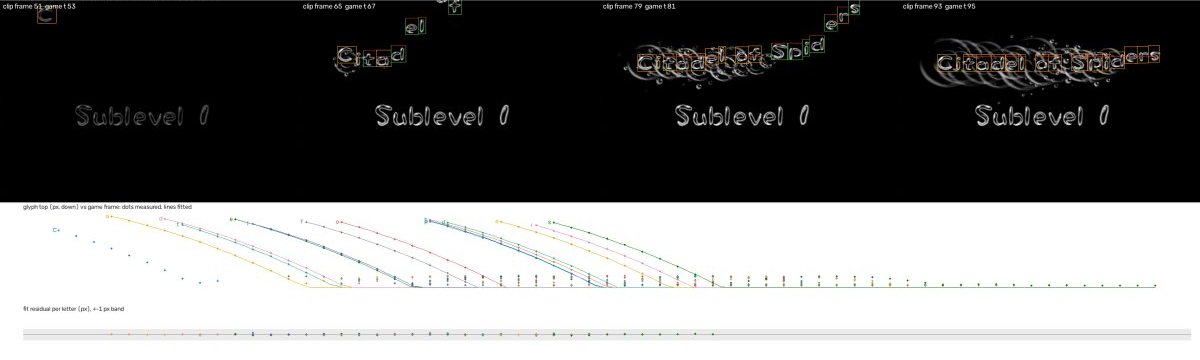 clip frame 51 game t 53
clip frame 65 game t 67
clip frame 79 game t 81
clip frame 93 game t 95
C
Citad el f
Citadel of Spiders
Citadel of Spiders
Sublevel 1
Sublevel 1
Sublevel 1
Sublevel 1
glyph top (px, down) vs game frame: dots measured, lines fitted
fit residual per letter (px), +-1 px band